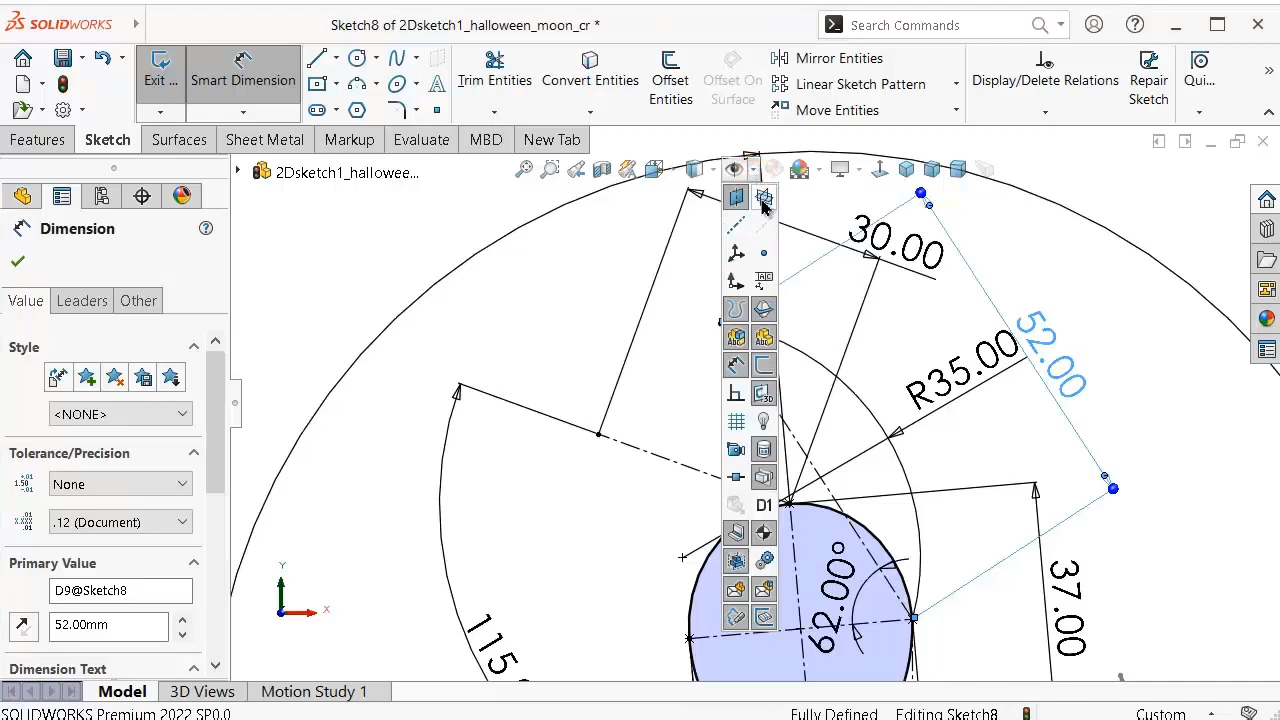 SOLIDWORKS
Sketch8 of 2Dsketch1_halloween_moon_cr *
Search Commands
Exit ...
Smart Dimension
Trim Entities
Convert Entities
Offset Entities
Offset On Surface
Mirror Entities
Linear Sketch Pattern
Move Entities
Display/Delete Relations
Repair Sketch
Qui...
Features
Sketch
Surfaces
Sheet Metal
Markup
Evaluate
MBD
New Tab
2Dsketch1_hallowee...
Dimension
Value
Leaders
Other
Style
<NONE>
Tolerance/Precision
None
.12 (Document)
Primary Value
D9@Sketch8
52.00mm
Dimension Text
30.00
52.00
R35.00
D1
62.00°
37.00
115.
Y
X
Model
3D Views
Motion Study 1
SOLIDWORKS Premium 2022 SP0.0
Fully Defined
Editing Sketch8
Custom